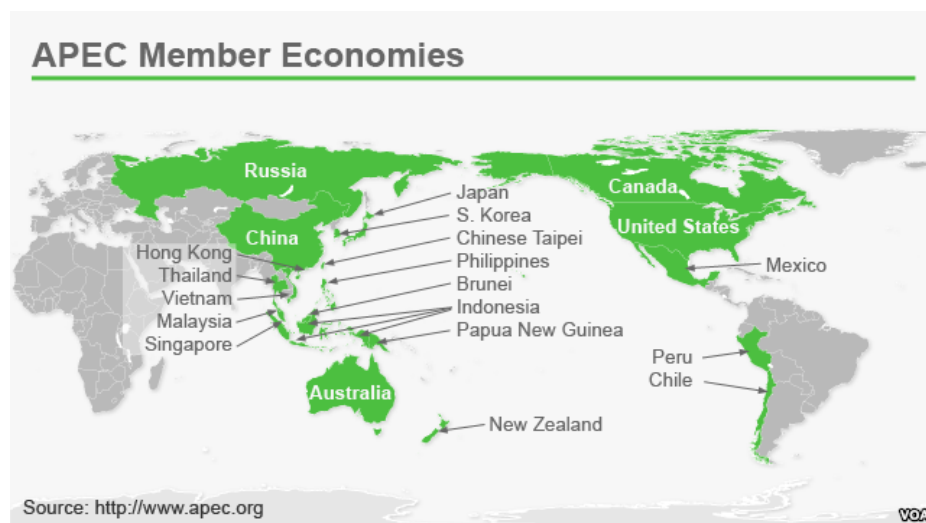 APEC Member Economies
Russia
Canada
Japan
S. Korea
United States
China
Chinese Taipei
Hong Kong
Philippines
Mexico
Thailand
Brunei
Vietnam
Indonesia
Malaysia
Papua New Guinea
Singapore
Peru
Chile
Australia
New Zealand
Source: http://www.apec.org
VOA